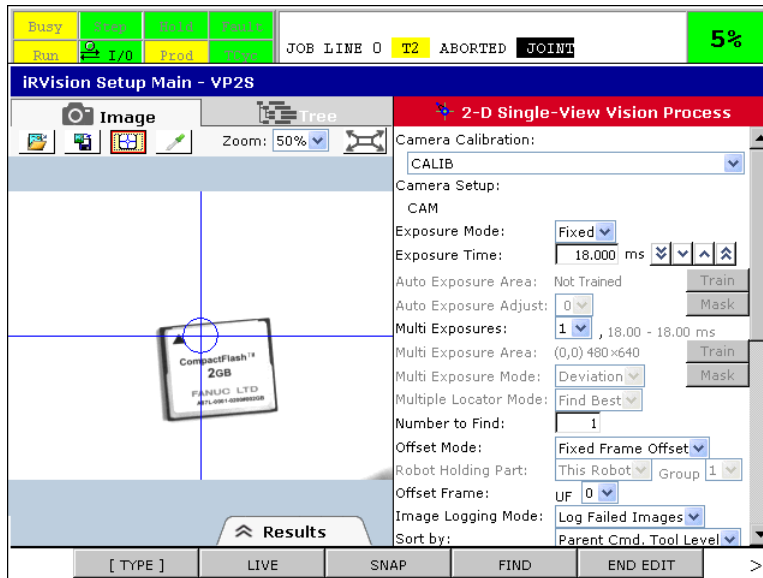 Busy Step Hold Fault
Run I/O Prod TCyc
JOB LINE 0 T2 ABORTED JOINT
5%
iRVision Setup Main - VP2S
Image Tree
2-D Single-View Vision Process
Zoom: 50%
Camera Calibration:
CALIB
Camera Setup:
CAM
Exposure Mode: Fixed
Exposure Time: 18.000 ms
Auto Exposure Area: Not Trained Train
Auto Exposure Adjust: 0 Mask
Multi Exposures: 1 , 18.00 - 18.00 ms
Multi Exposure Area: (0,0) 480×640 Train
Multi Exposure Mode: Deviation Mask
Multiple Locator Mode: Find Best
Number to Find: 1
Offset Mode: Fixed Frame Offset
Robot Holding Part: This Robot Group 1
Offset Frame: UF 0
Image Logging Mode: Log Failed Images
Sort by: Parent Cmd. Tool Level
CompactFlash™
2GB
FANUC LTD
Results
[ TYPE ] LIVE SNAP FIND END EDIT >